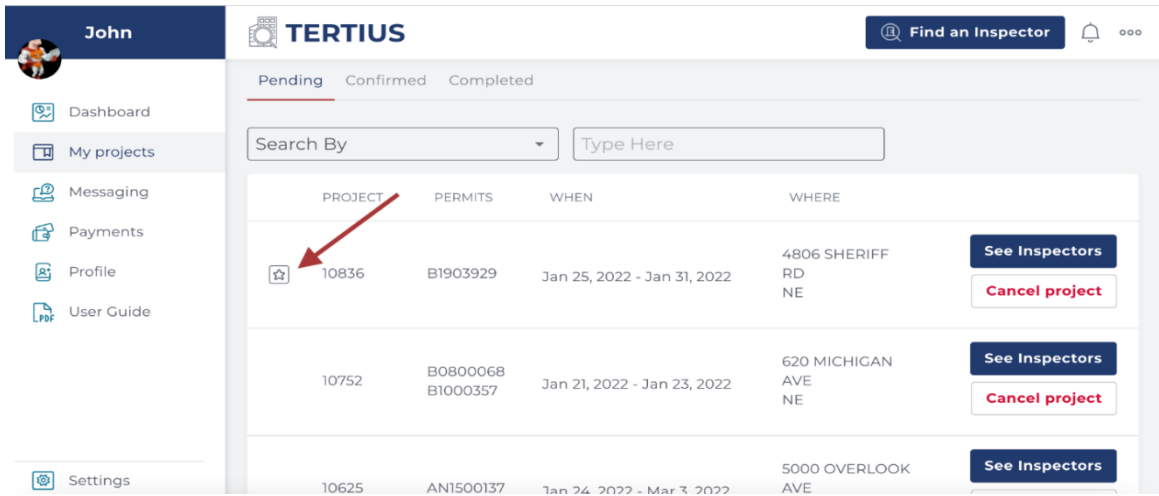 John
TERTIUS
Find an Inspector
Pending Confirmed Completed
Dashboard
My projects
Messaging
Payments
Profile
PDF
User Guide
Settings
Search By
Type Here
PROJECT PERMITS WHEN WHERE
10836 B1903929 Jan 25, 2022 - Jan 31, 2022
4806 SHERIFF
RD
NE
See Inspectors
Cancel project
10752
B0800068
B1000357
Jan 21, 2022 - Jan 23, 2022
620 MICHIGAN
AVE
NE
See Inspectors
Cancel project
10625 AN1500137 Jan 24, 2022 - Mar 3, 2022
5000 OVERLOOK
AVE
See Inspectors